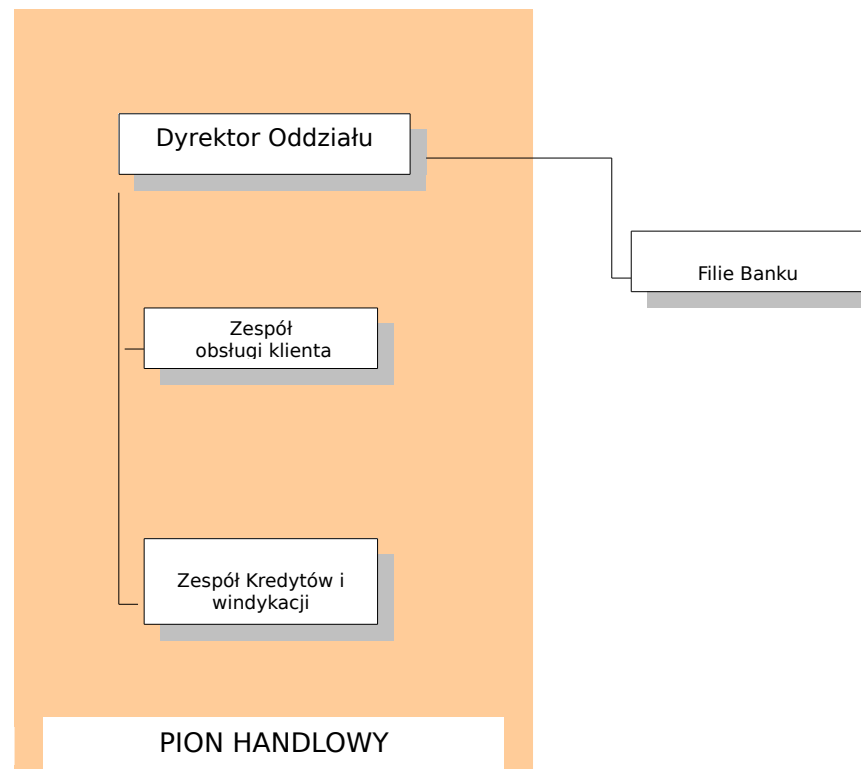 Dyrektor Oddziału
Filie Banku
Zespół
obsługi klienta
Zespół Kredytów i
windykacji
PION HANDLOWY